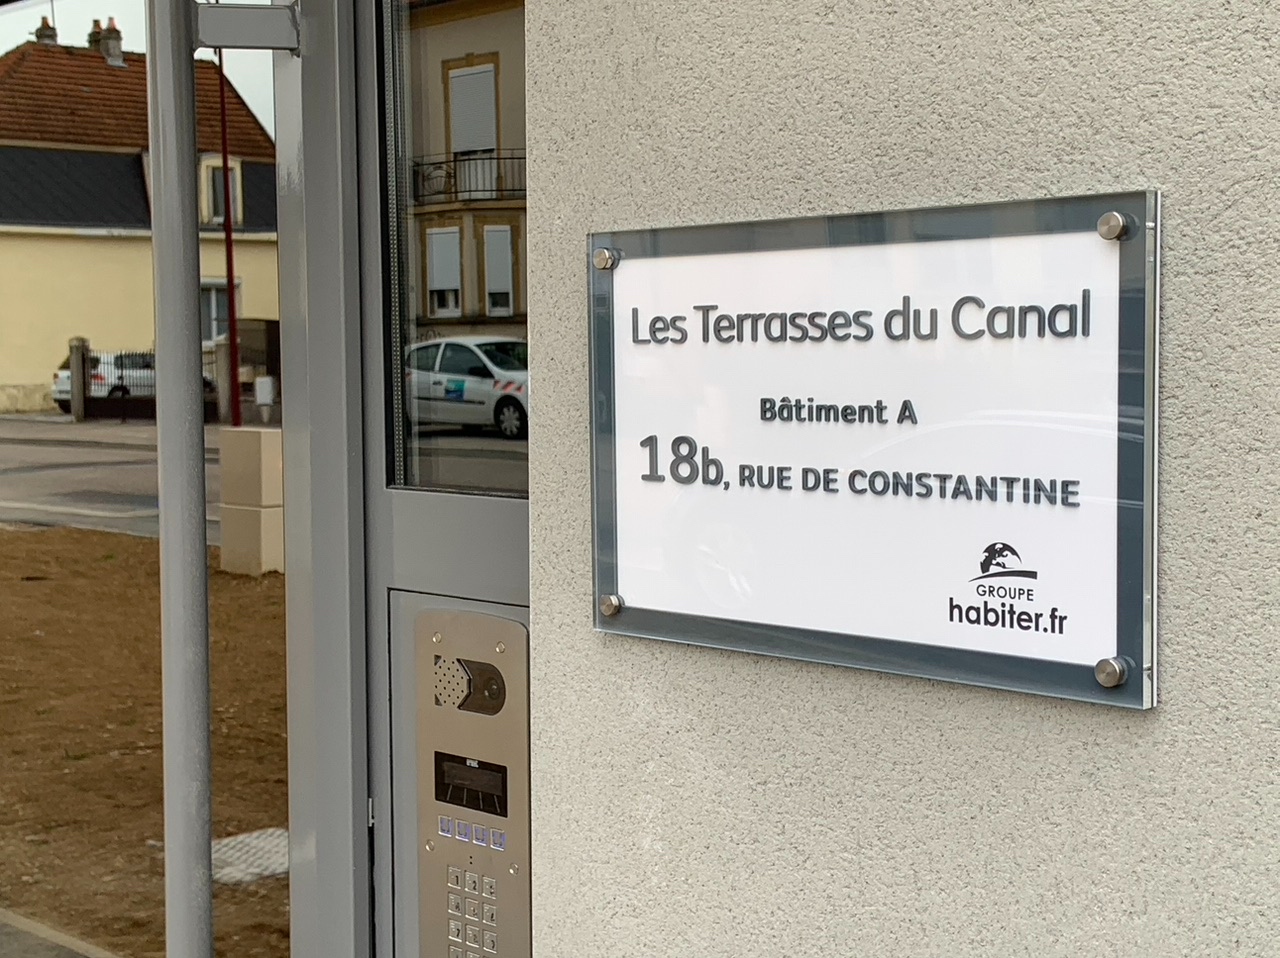 Les Terrasses du Canal
Bâtiment A
18b, RUE DE CONSTANTINE
GROUPE
habiter.fr